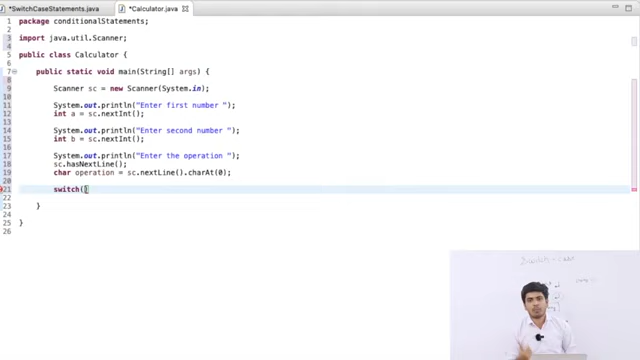 *SwitchCaseStatements.java
*Calculator.java
1 package conditionalStatements;
2
3 import java.util.Scanner;
4
5 public class Calculator {
6
7 public static void main(String[] args) {
8
9 Scanner sc = new Scanner(System.in);
10
11 System.out.println("Enter first number ");
12 int a = sc.nextInt();
13
14 System.out.println("Enter second number ");
15 int b = sc.nextInt();
16
17 System.out.println("Enter the operation ");
18 sc.hasNextLine();
19 char operation = sc.nextLine().charAt(0);
20
21 switch()
22
23 }
24
25 }
26